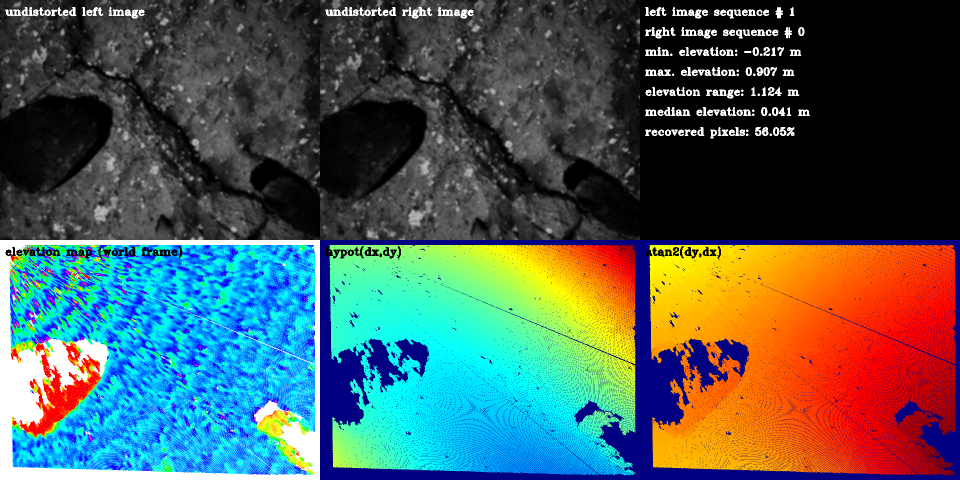 undistorted left image
undistorted right image
left image sequence # 1
right image sequence # 0
min. elevation: -0.217 m
max. elevation: 0.907 m
elevation range: 1.124 m
median elevation: 0.041 m
recovered pixels: 56.05%
elevation map (world frame)
hypot(dx,dy)
atan2(dy,dx)